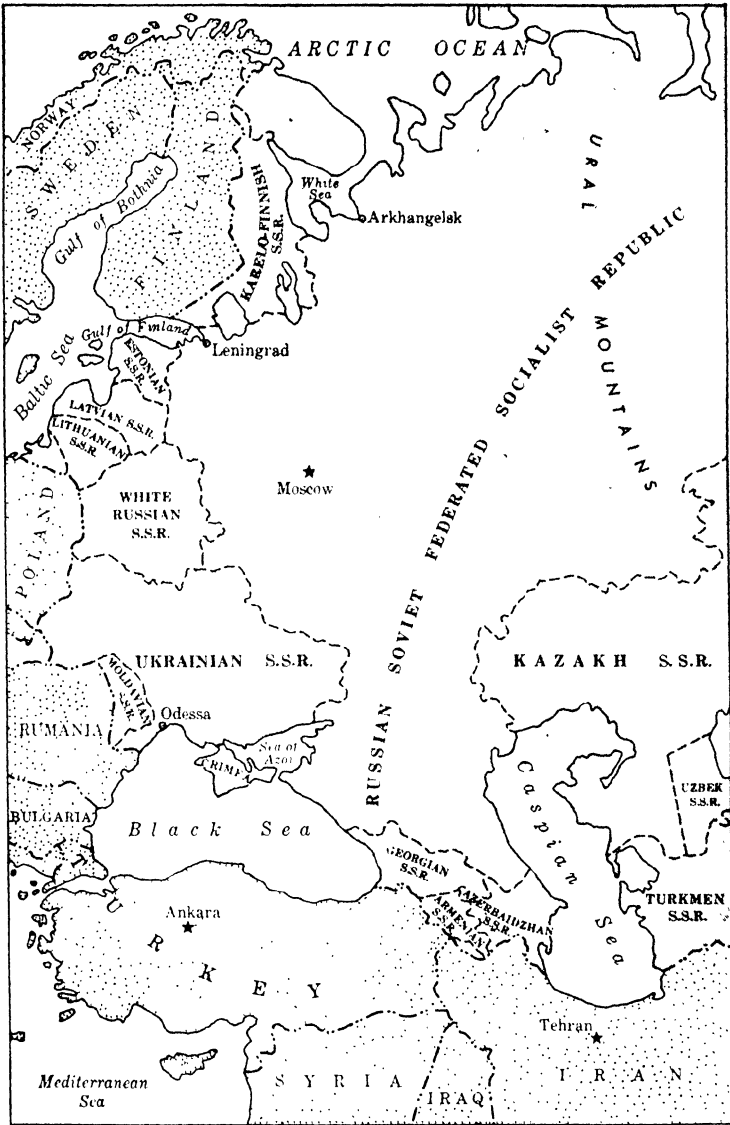 ARCTIC OCEAN
NORWAY
SWEDEN
FINLAND
Gulf of Bothnia
KARELO-FINNISH
S.S.R.
White
Sea
Arkhangelsk
URAL
MOUNTAINS
RUSSIAN SOVIET FEDERATED SOCIALIST REPUBLIC
Baltic Sea
Gulf of Finland
Leningrad
ESTONIAN
S.S.R.
LATVIAN S.S.R.
LITHUANIAN
S.S.R.
Moscow
POLAND
WHITE
RUSSIAN
S.S.R.
UKRAINIAN S.S.R.
KAZAKH S.S.R.
MOLDAVIAN
S.S.R.
Odessa
RUMANIA
Sea of
Azov
CRIMEA
Caspian Sea
UZBEK
S.S.R.
BULGARIA
Black Sea
GEORGIAN
S.S.R.
AZERBAIDZHAN
S.S.R.
ARMENIAN
S.S.R.
TURKMEN
S.S.R.
TURKEY
Ankara
Tehran
IRAN
SYRIA
IRAQ
Mediterranean
Sea